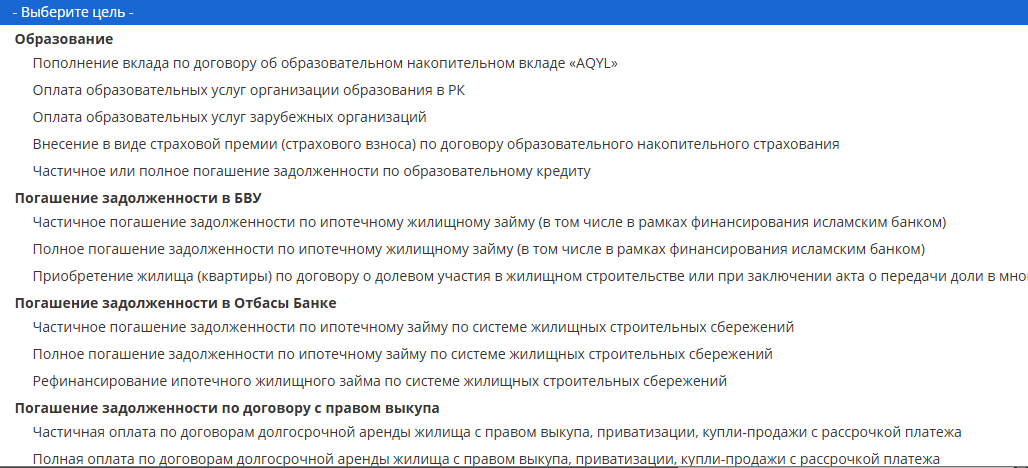 - Выберите цель -
Образование
Пополнение вклада по договору об образовательном накопительном вкладе «AQYL»
Оплата образовательных услуг организации образования в РК
Оплата образовательных услуг зарубежных организаций
Внесение в виде страховой премии (страхового взноса) по договору образовательного накопительного страхования
Частичное или полное погашение задолженности по образовательному кредиту
Погашение задолженности в БВУ
Частичное погашение задолженности по ипотечному жилищному займу (в том числе в рамках финансирования исламским банком)
Полное погашение задолженности по ипотечному жилищному займу (в том числе в рамках финансирования исламским банком)
Приобретение жилища (квартиры) по договору о долевом участия в жилищном строительстве или при заключении акта о передачи доли в
Погашение задолженности в Отбасы Банке
Частичное погашение задолженности по ипотечному займу по системе жилищных строительных сбережений
Полное погашение задолженности по ипотечному займу по системе жилищных строительных сбережений
Рефинансирование ипотечного жилищного займа по системе жилищных строительных сбережений
Погашение задолженности по договору с правом выкупа
Частичная оплата по договорам долгосрочной аренды жилища с правом выкупа, приватизации, купли-продажи с рассрочкой платежа
Полная оплата по договорам долгосрочной аренды жилища с правом выкупа, приватизации, купли-продажи с рассрочкой платежа